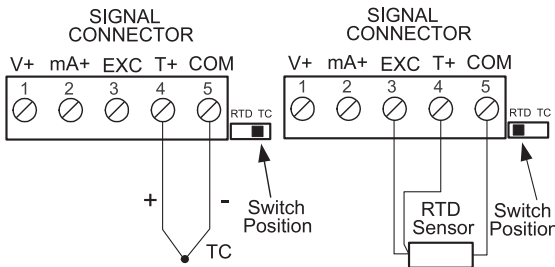 SIGNAL
CONNECTOR
V+ mA+ EXC T+ COM
1 2 3 4 5
RTD TC
+ -
Switch
Position
TC
SIGNAL
CONNECTOR
V+ mA+ EXC T+ COM
1 2 3 4 5
RTD TC
RTD
Sensor
Switch
Position